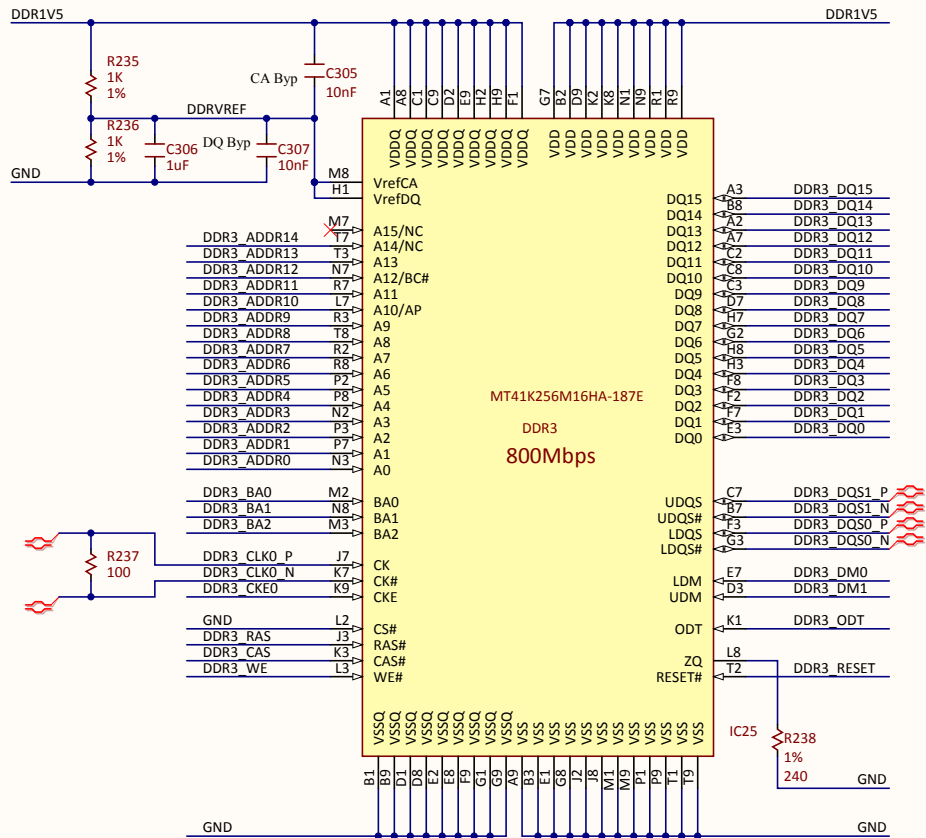 DDR1V5
DDR1V5
R235
1K
1%
CA Byp
C305
10nF
DDRVREF
R236
1K
1%
C306
1uF
DQ Byp
C307
10nF
GND
A1 A8 C1 C9 D2 E9 H2 H9 F1
G7 B2 D9 K2 K8 N1 N9 R1 R9
VDDQ VDDQ VDDQ VDDQ VDDQ VDDQ VDDQ VDDQ VDDQ
VDD VDD VDD VDD VDD VDD VDD VDD VDD
M8 VrefCA
H1 VrefDQ
M7 A15/NC
DDR3_ADDR14 T7 A14/NC
DDR3_ADDR13 T3 A13
DDR3_ADDR12 N7 A12/BC#
DDR3_ADDR11 R7 A11
DDR3_ADDR10 L7 A10/AP
DDR3_ADDR9 R3 A9
DDR3_ADDR8 T8 A8
DDR3_ADDR7 R2 A7
DDR3_ADDR6 R8 A6
DDR3_ADDR5 P2 A5
DDR3_ADDR4 P8 A4
DDR3_ADDR3 N2 A3
DDR3_ADDR2 P3 A2
DDR3_ADDR1 P7 A1
DDR3_ADDR0 N3 A0
DDR3_BA0 M2 BA0
DDR3_BA1 N8 BA1
DDR3_BA2 M3 BA2
R237
100
DDR3_CLK0_P J7 CK
DDR3_CLK0_N K7 CK#
DDR3_CKE0 K9 CKE
GND L2 CS#
DDR3_RAS J3 RAS#
DDR3_CAS K3 CAS#
DDR3_WE L3 WE#
MT41K256M16HA-187E
DDR3
800Mbps
DQ15 A3 DDR3_DQ15
DQ14 B8 DDR3_DQ14
DQ13 A2 DDR3_DQ13
DQ12 A7 DDR3_DQ12
DQ11 C2 DDR3_DQ11
DQ10 C8 DDR3_DQ10
DQ9 C3 DDR3_DQ9
DQ8 D7 DDR3_DQ8
DQ7 H7 DDR3_DQ7
DQ6 G2 DDR3_DQ6
DQ5 H8 DDR3_DQ5
DQ4 H3 DDR3_DQ4
DQ3 F8 DDR3_DQ3
DQ2 F2 DDR3_DQ2
DQ1 F7 DDR3_DQ1
DQ0 E3 DDR3_DQ0
UDQS C7 DDR3_DQS1_P
UDQS# B7 DDR3_DQS1_N
LDQS F3 DDR3_DQS0_P
LDQS# G3 DDR3_DQS0_N
LDM E7 DDR3_DM0
UDM D3 DDR3_DM1
ODT K1 DDR3_ODT
ZQ L8
RESET# T2 DDR3_RESET
IC25
R238
1%
240
GND
VSSQ VSSQ VSSQ VSSQ VSSQ VSSQ VSSQ VSSQ VSSQ
VSS VSS VSS VSS VSS VSS VSS VSS VSS VSS VSS VSS
B1 B9 D1 D8 E2 E8 F9 G1 G9
A9 B3 E1 G8 J2 J8 M1 M9 P1 P9 T1 T9
GND
GND